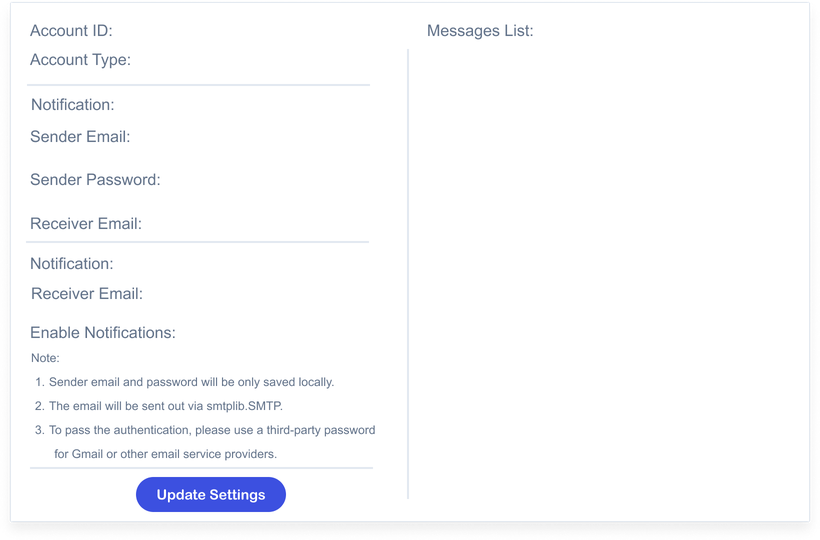 Account ID:
Account Type:
Notification:
Sender Email:
Sender Password:
Receiver Email:
Notification:
Receiver Email:
Enable Notifications:
Note:
1. Sender email and password will be only saved locally.
2. The email will be sent out via smtplib.SMTP.
3. To pass the authentication, please use a third-party password
for Gmail or other email service providers.
Update Settings
Messages List: